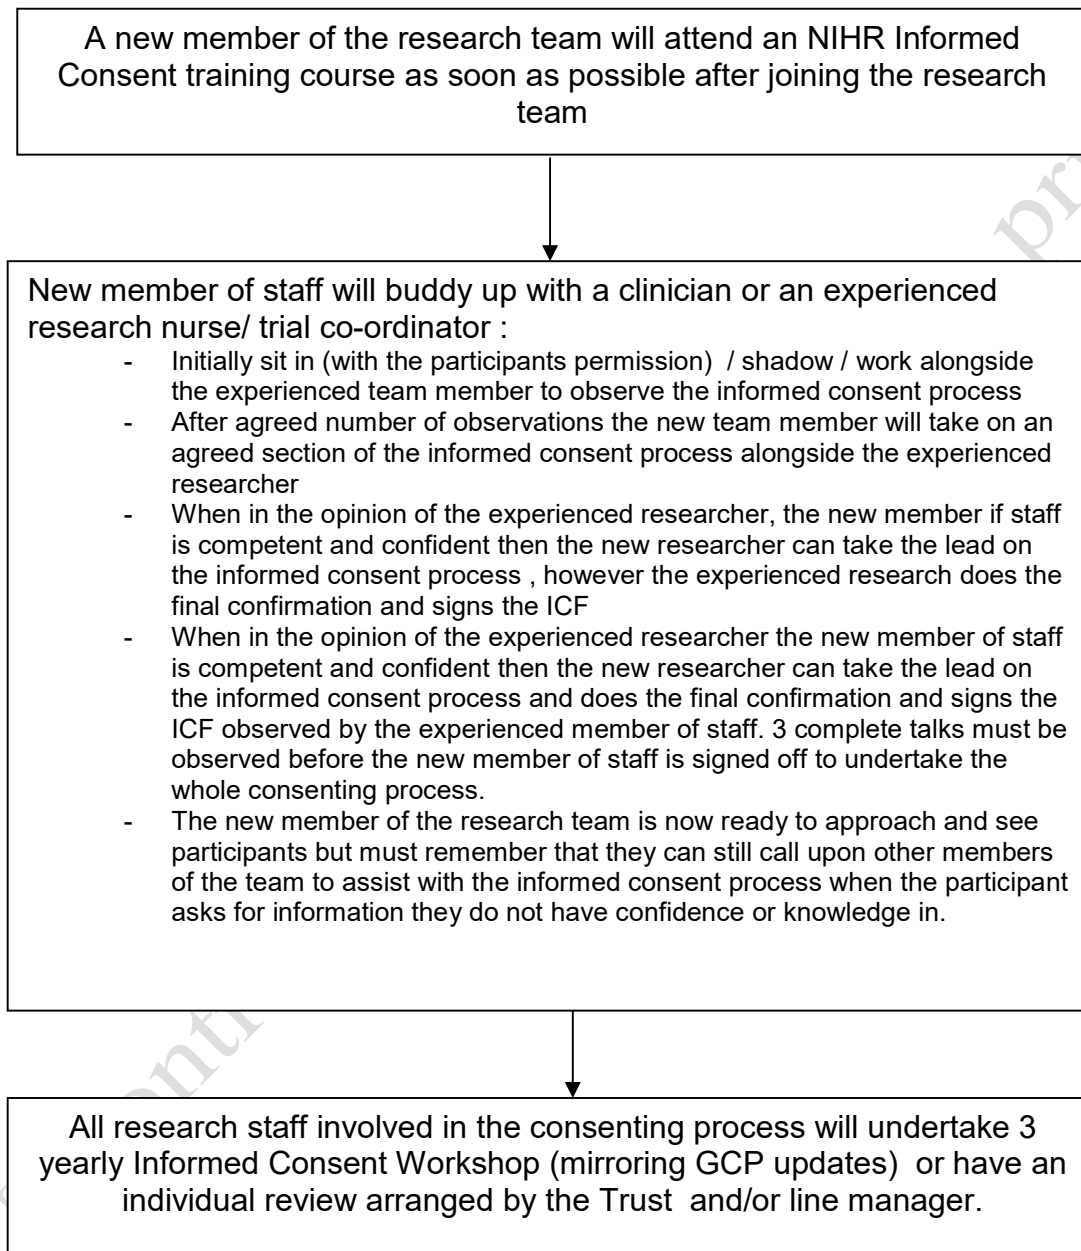 A new member of the research team will attend an NIHR Informed
Consent training course as soon as possible after joining the research
team
New member of staff will buddy up with a clinician or an experienced
research nurse/ trial co-ordinator :
- Initially sit in (with the participants permission) / shadow / work alongside
the experienced team member to observe the informed consent process
- After agreed number of observations the new team member will take on an
agreed section of the informed consent process alongside the experienced
researcher
- When in the opinion of the experienced researcher, the new member if staff
is competent and confident then the new researcher can take the lead on
the informed consent process , however the experienced research does the
final confirmation and signs the ICF
- When in the opinion of the experienced researcher the new member of staff
is competent and confident then the new researcher can take the lead on
the informed consent process and does the final confirmation and signs the
ICF observed by the experienced member of staff. 3 complete talks must be
observed before the new member of staff is signed off to undertake the
whole consenting process.
- The new member of the research team is now ready to approach and see
participants but must remember that they can still call upon other members
of the team to assist with the informed consent process when the participant
asks for information they do not have confidence or knowledge in.
All research staff involved in the consenting process will undertake 3
yearly Informed Consent Workshop (mirroring GCP updates) or have an
individual review arranged by the Trust and/or line manager.